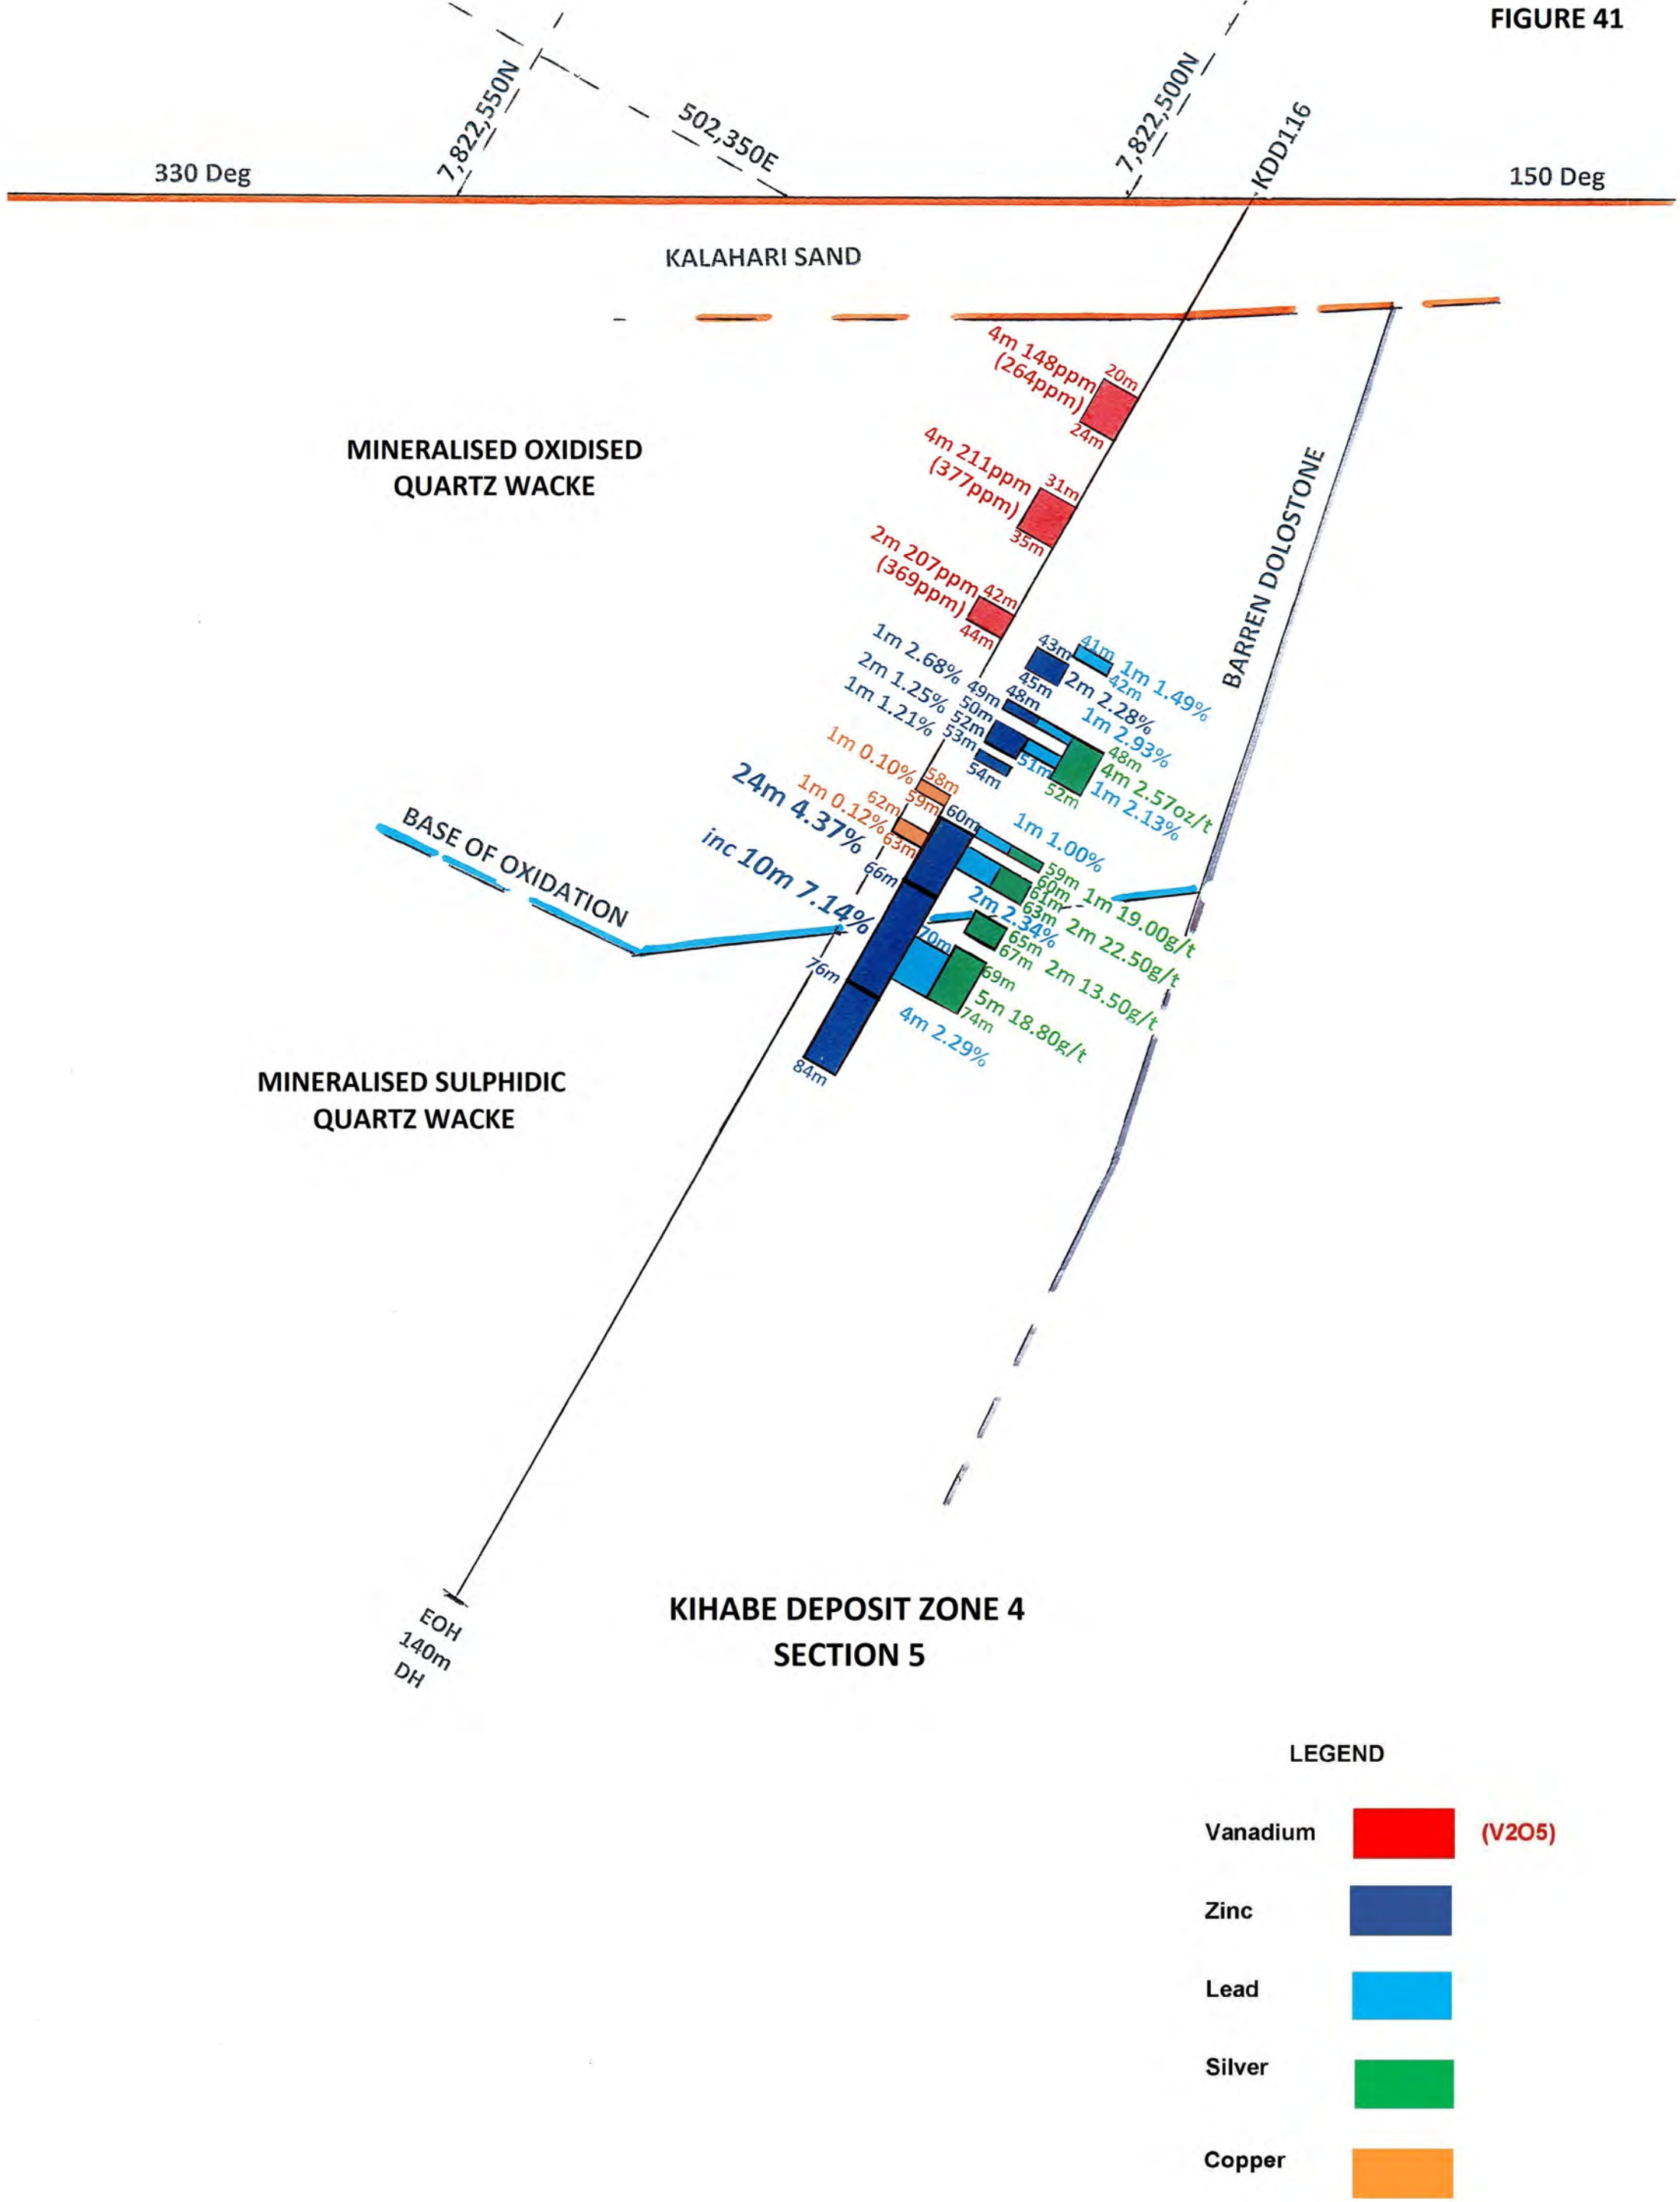 FIGURE 41
7,822,550N
502,350E
7,822,500N
KDD116
330 Deg
150 Deg
KALAHARI SAND
4m 148ppm
(264ppm)
20m
24m
MINERALISED OXIDISED
QUARTZ WACKE
4m 211ppm
(377ppm)
31m
35m
BARREN DOLOSTONE
2m 207ppm
(369ppm)
42m
44m
41m
1m 1.49%
42m
43m
45m
2m 2.28%
1m 2.68%
49m
48m
1m 2.93%
2m 1.25%
50m
52m
1m 1.21%
53m
54m
51m
48m
4m 2.57oz/t
52m
1m 2.13%
1m 0.10%
58m
59m
1m 0.12%
62m
63m
24m 4.37%
60m
1m 1.00%
59m
60m
1m 19.00g/t
61m
63m
2m 22.50g/t
2m 2.34%
66m
inc 10m 7.14%
65m
67m
2m 13.50g/t
70m
69m
5m 18.80g/t
74m
76m
4m 2.29%
84m
BASE OF OXIDATION
MINERALISED SULPHIDIC
QUARTZ WACKE
EOH
140m
DH
KIHABE DEPOSIT ZONE 4
SECTION 5
LEGEND
Vanadium
(V2O5)
Zinc
Lead
Silver
Copper